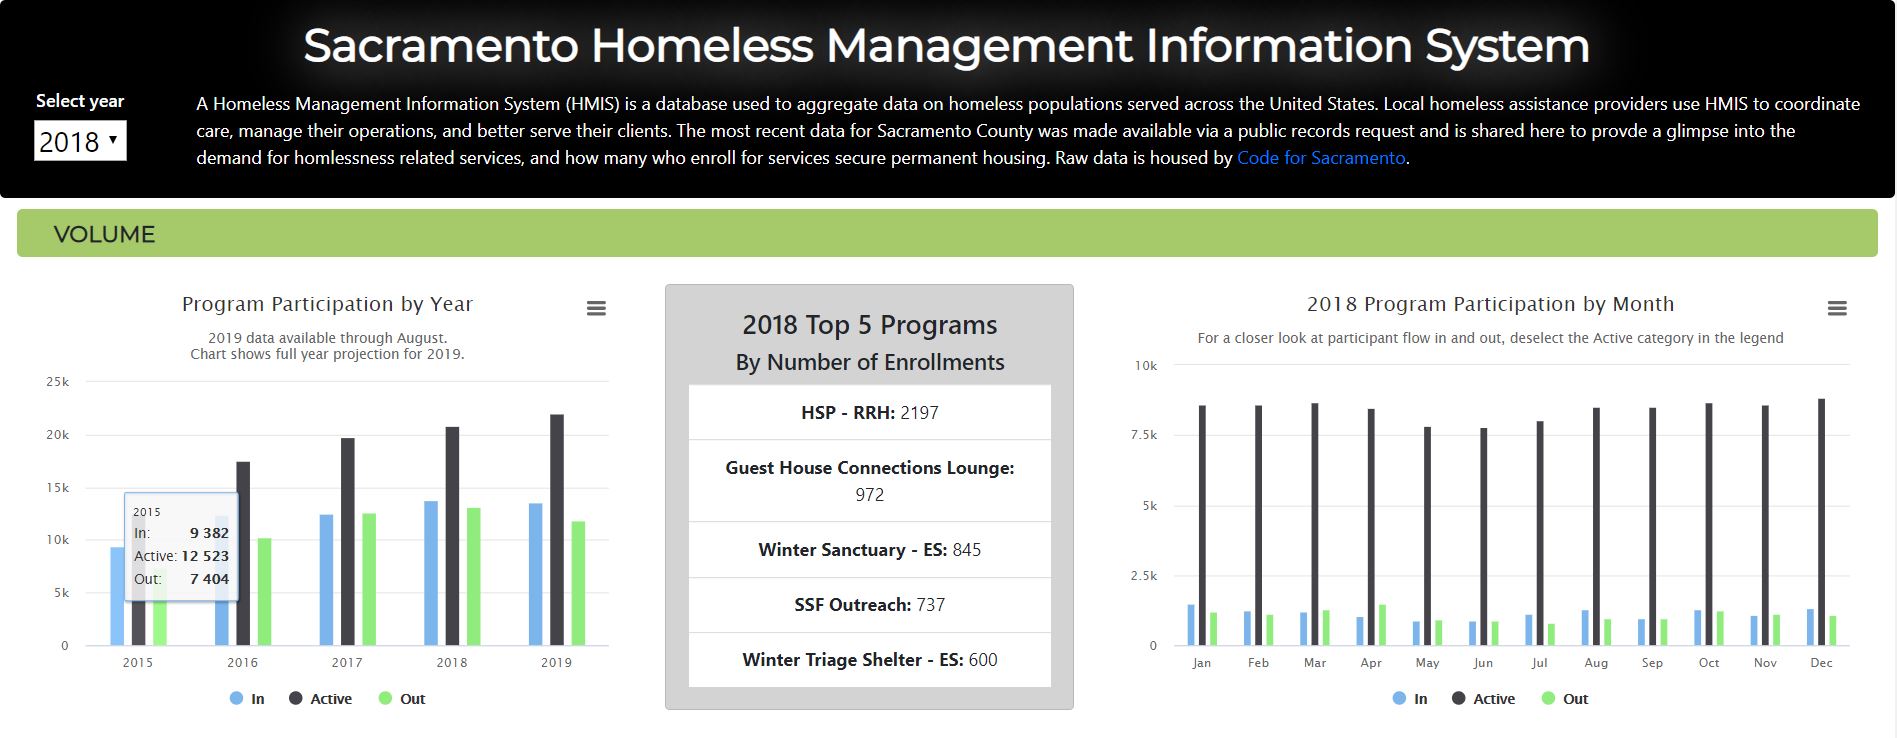 Sacramento Homeless Management Information System
Select year
2018
A Homeless Management Information System (HMIS) is a database used to aggregate data on homeless populations served across the United States. Local homeless assistance providers use HMIS to coordinate
care, manage their operations, and better serve their clients. The most recent data for Sacramento County was made available via a public records request and is shared here to provde a glimpse into the
demand for homlessness related services, and how many who enroll for services secure permanent housing. Raw data is housed by Code for Sacramento.
VOLUME
Program Participation by Year
2019 data available through August.
Chart shows full year projection for 2019.
25k
20k
15k
10k
5k
0
2015
In: 9 382
Active: 12 523
Out: 7 404
2015 2016 2017 2018 2019
In Active Out
2018 Top 5 Programs
By Number of Enrollments
HSP - RRH: 2197
Guest House Connections Lounge:
972
Winter Sanctuary - ES: 845
SSF Outreach: 737
Winter Triage Shelter - ES: 600
2018 Program Participation by Month
For a closer look at participant flow in and out, deselect the Active category in the legend
10k
7.5k
5k
2.5k
0
Jan Feb Mar Apr May Jun Jul Aug Sep Oct Nov Dec
In Active Out